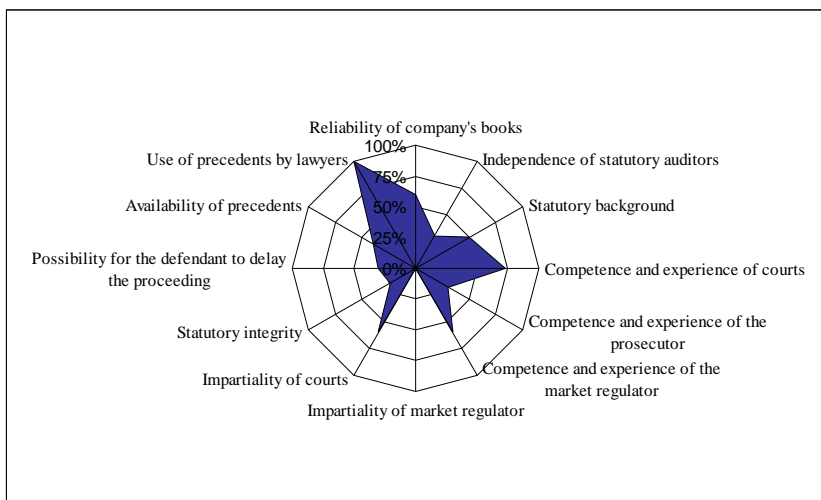 Reliability of company's books
100%
Use of precedents by lawyers
Independence of statutory auditors
75%
Availability of precedents
50%
Statutory background
25%
Possibility for the defendant to delay
the proceeding
0%
Competence and experience of courts
Statutory integrity
Competence and experience of the
prosecutor
Impartiality of courts
Competence and experience of the
market regulator
Impartiality of market regulator